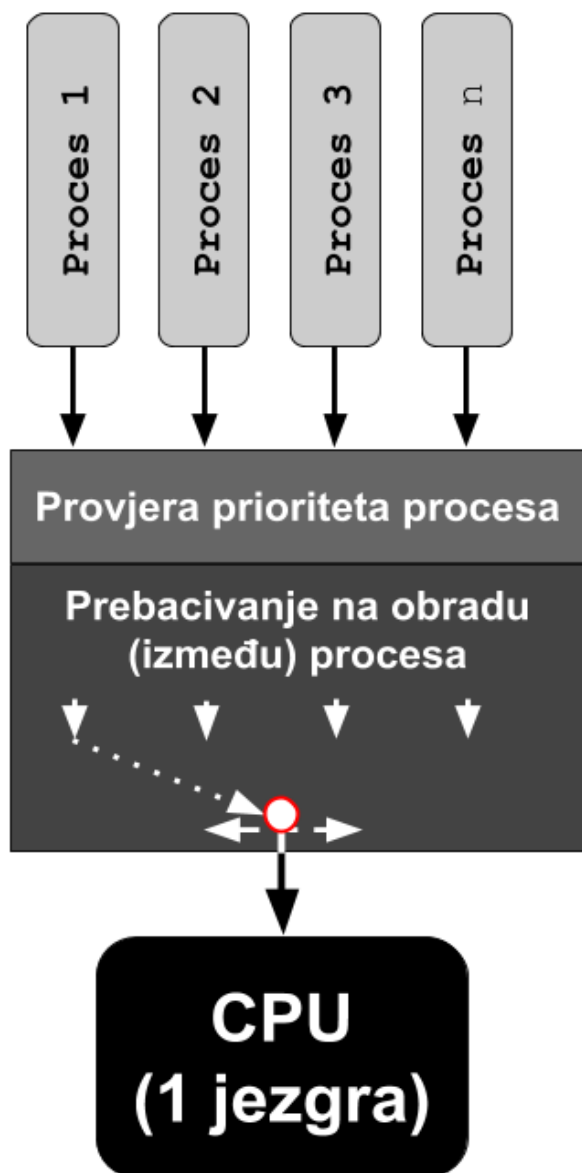 Proces 1
Proces 2
Proces 3
Proces n
Provjera prioriteta procesa
Prebacivanje na obradu
(između) procesa
CPU
(1 jezgra)